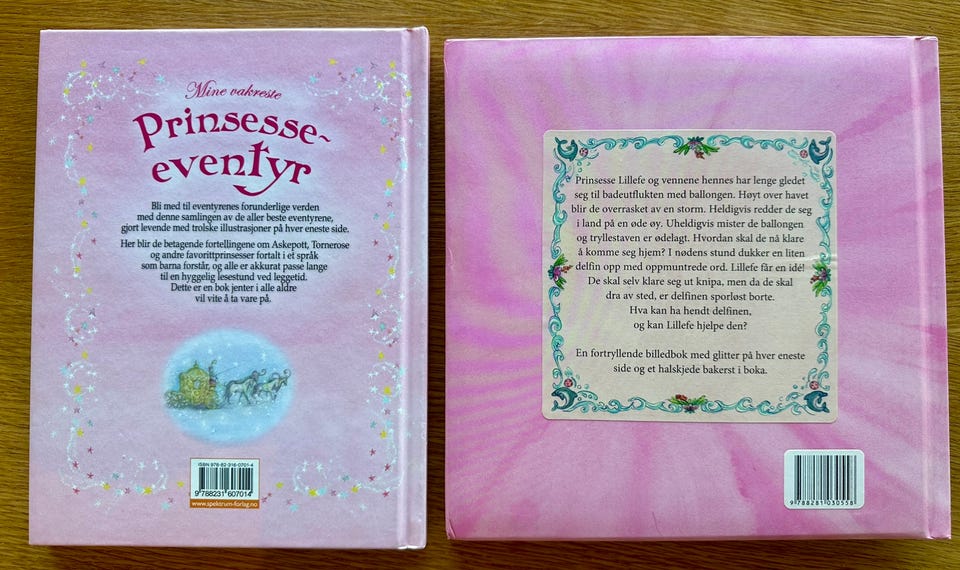 Mine vakreste
Prinsesse-
eventyr
Bli med til eventyrenes forunderlige verden
med denne samlingen av de aller beste eventyrene,
gjort levende med trolske illustrasjoner på hver eneste side.
Her blir de betagende fortellingene om Askepott, Tornerose
og andre favorittprinsesser fortalt i et språk
som barna forstår, og alle er akkurat passe lange
til en hyggelig lesestund ved leggetid.
Dette er en bok jenter i alle aldre
vil vite å ta vare på.
ISBN 978-82-316-0701-4
9 788231 607014
www.spektrum-forlag.no
Prinsesse Lillefe og vennene hennes har lenge gledet
seg til badeutflukten med ballongen. Høyt over havet
blir de overrasket av en storm. Heldigvis redder de seg
i land på en øde øy. Uheldigvis mister de ballongen
og tryllestaven er ødelagt. Hvordan skal de nå klare
å komme seg hjem? I nødens stund dukker en liten
delfin opp med oppmuntrede ord. Lillefe får en idé!
De skal selv klare seg ut knipa, men da de skal
dra av sted, er delfinen sporløst borte.
Hva kan ha hendt delfinen,
og kan Lillefe hjelpe den?
En fortryllende billedbok med glitter på hver eneste
side og et halskjede bakerst i boka.
9 788281 030558